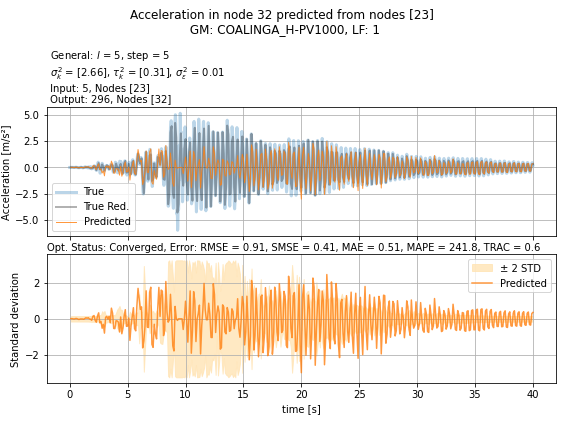 Acceleration in node 32 predicted from nodes [23]
GM: COALINGA_H-PV1000, LF: 1
General: l = 5, step = 5
σ²ₖ = [2.66], τ²ₖ = [0.31], σ²ᵣ = 0.01
Input: 5, Nodes [23]
Output: 296, Nodes [32]
Acceleration [m/s²]
5.0
2.5
0.0
−2.5
−5.0
True
True Red.
Predicted
Opt. Status: Converged, Error: RMSE = 0.91, SMSE = 0.41, MAE = 0.51, MAPE = 241.8, TRAC = 0.6
Standard deviation
2
0
−2
± 2 STD
Predicted
0 5 10 15 20 25 30 35 40
time [s]